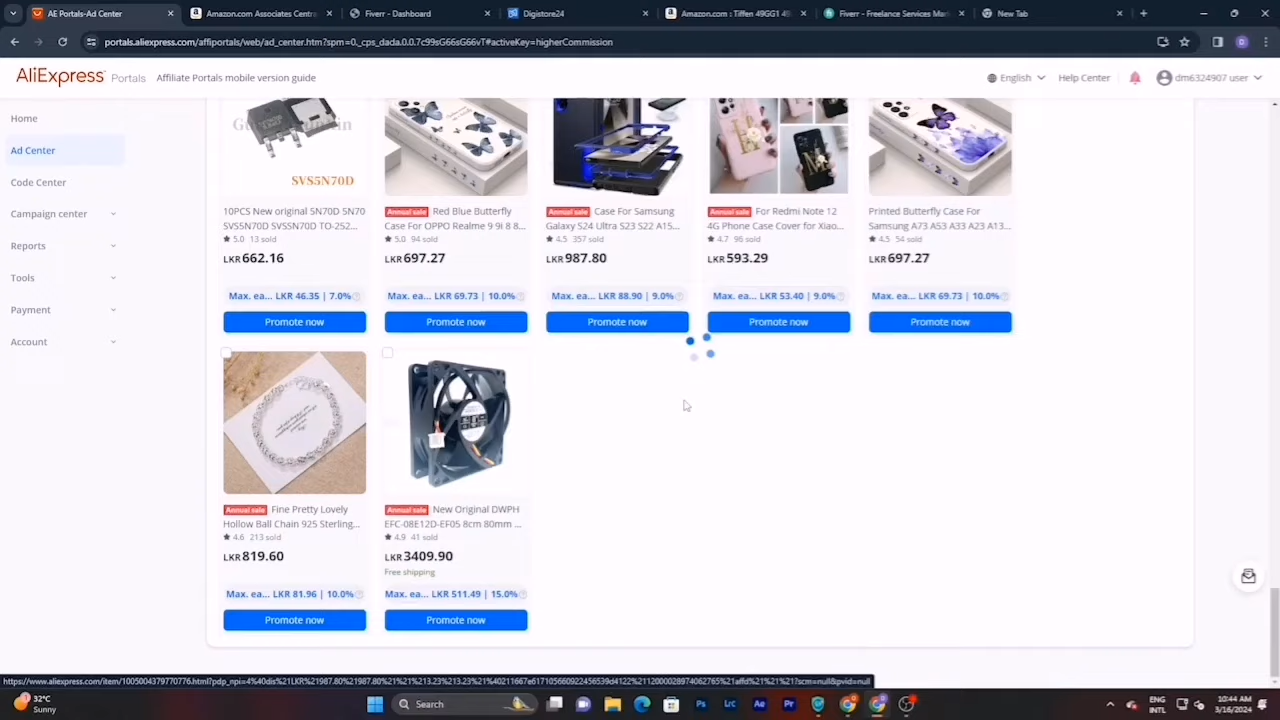 AE Portals-Ad Center
Amazon.com Associates Centr
Fiverr - Dashboard
Digistore24
Amazon.com : Tiffen 49GG1 49
Fiverr - Freelance Services Mar
New Tab
portals.aliexpress.com/affiportals/web/ad_center.htm?spm=0._cps_dada.0.0.7c99sG66sG66vT#activeKey=higherCommission
AliExpress Portals Affiliate Portals mobile version guide
English Help Center dm6324907 user
Home
Ad Center
Code Center
Campaign center
Reports
Tools
Payment
Account
SVS5N70D
10PCS New original 5N70D 5N70
SVS5N70D SVSSN70D TO-252...
5.0 13 sold
LKR 662.16
Max. ea... LKR 46.35 | 7.0%
Promote now
Annual sale Red Blue Butterfly
Case For OPPO Realme 9 9i 8 8...
5.0 94 sold
LKR 697.27
Max. ea... LKR 69.73 | 10.0%
Promote now
Annual sale Case For Samsung
Galaxy S24 Ultra S23 S22 A15...
4.5 357 sold
LKR 987.80
Max. ea... LKR 88.90 | 9.0%
Promote now
Annual sale For Redmi Note 12
4G Phone Case Cover for Xiao...
4.7 96 sold
LKR 593.29
Max. ea... LKR 53.40 | 9.0%
Promote now
Printed Butterfly Case For
Samsung A73 A53 A33 A23 A13...
4.5 54 sold
LKR 697.27
Max. ea... LKR 69.73 | 10.0%
Promote now
Annual sale Fine Pretty Lovely
Hollow Ball Chain 925 Sterling...
4.6 213 sold
LKR 819.60
Max. ea... LKR 81.96 | 10.0%
Promote now
Annual sale New Original DWPH
EFC-08E12D-EF05 8cm 80mm ...
4.9 41 sold
LKR 3409.90
Free shipping
Max. ea... LKR 511.49 | 15.0%
Promote now
32°C
Sunny
Search
ENG
INTL
10:44 AM
3/16/2024